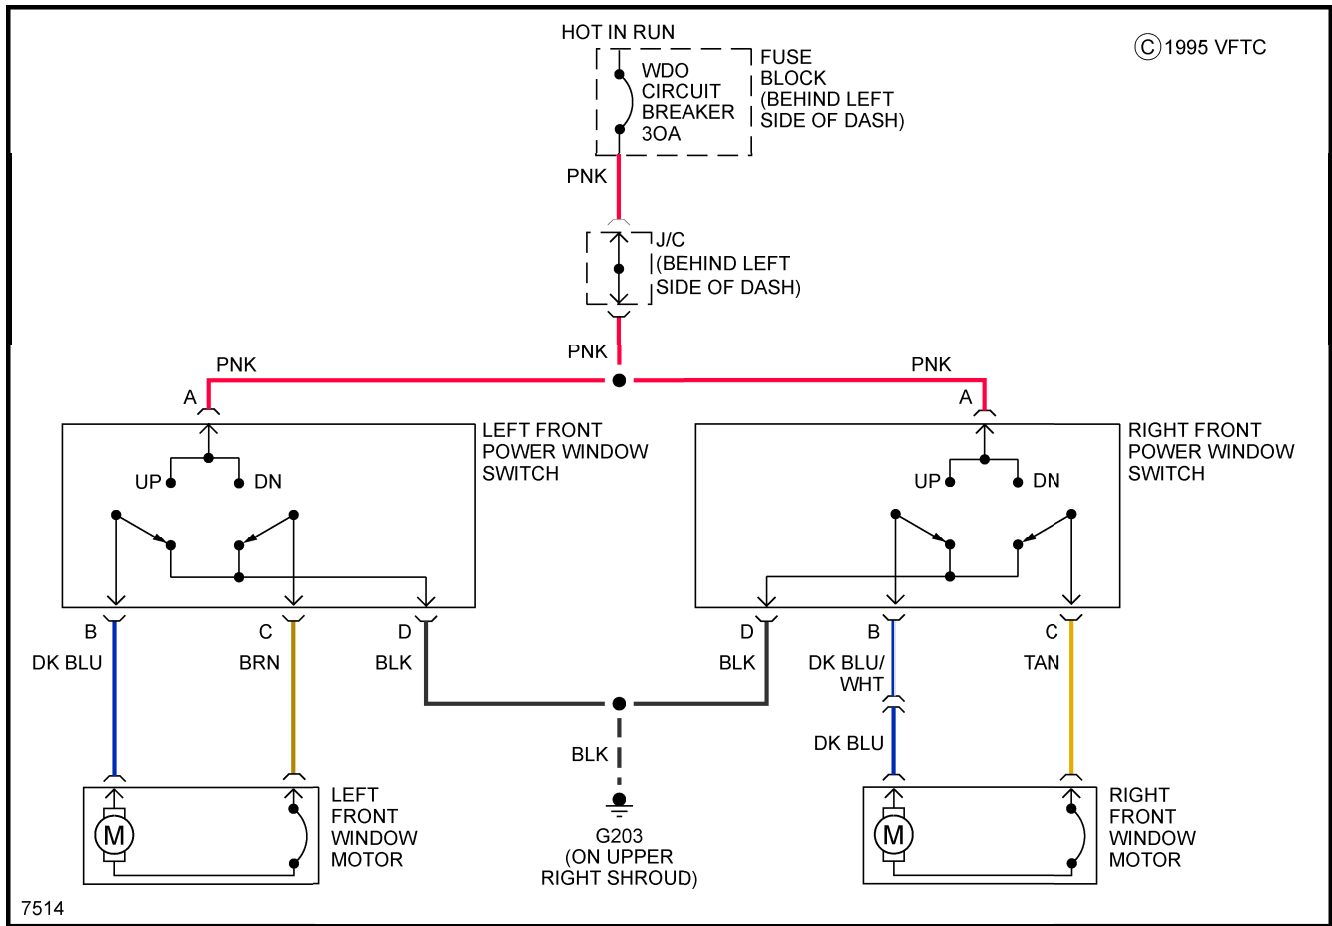 HOT IN RUN
© 1995 VFTC
WDO
CIRCUIT
BREAKER
3OA
FUSE
BLOCK
(BEHIND LEFT
SIDE OF DASH)
PNK
J/C
(BEHIND LEFT
SIDE OF DASH)
PNK
PNK
PNK
A
A
LEFT FRONT
POWER WINDOW
SWITCH
RIGHT FRONT
POWER WINDOW
SWITCH
UP
DN
UP
DN
B
C
D
D
B
C
DK BLU
BRN
BLK
BLK
DK BLU/
WHT
TAN
DK BLU
BLK
LEFT
FRONT
WINDOW
MOTOR
M
G203
(ON UPPER
RIGHT SHROUD)
M
RIGHT
FRONT
WINDOW
MOTOR
7514